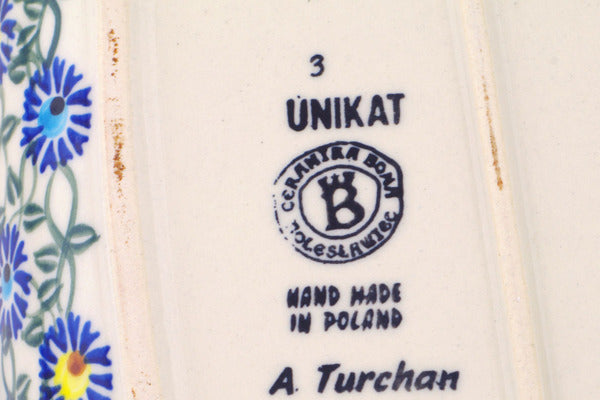 3
UNIKAT
CERAMIKA BONA
BOLESŁAWIEC
B
HAND MADE
IN POLAND
A. Turchan